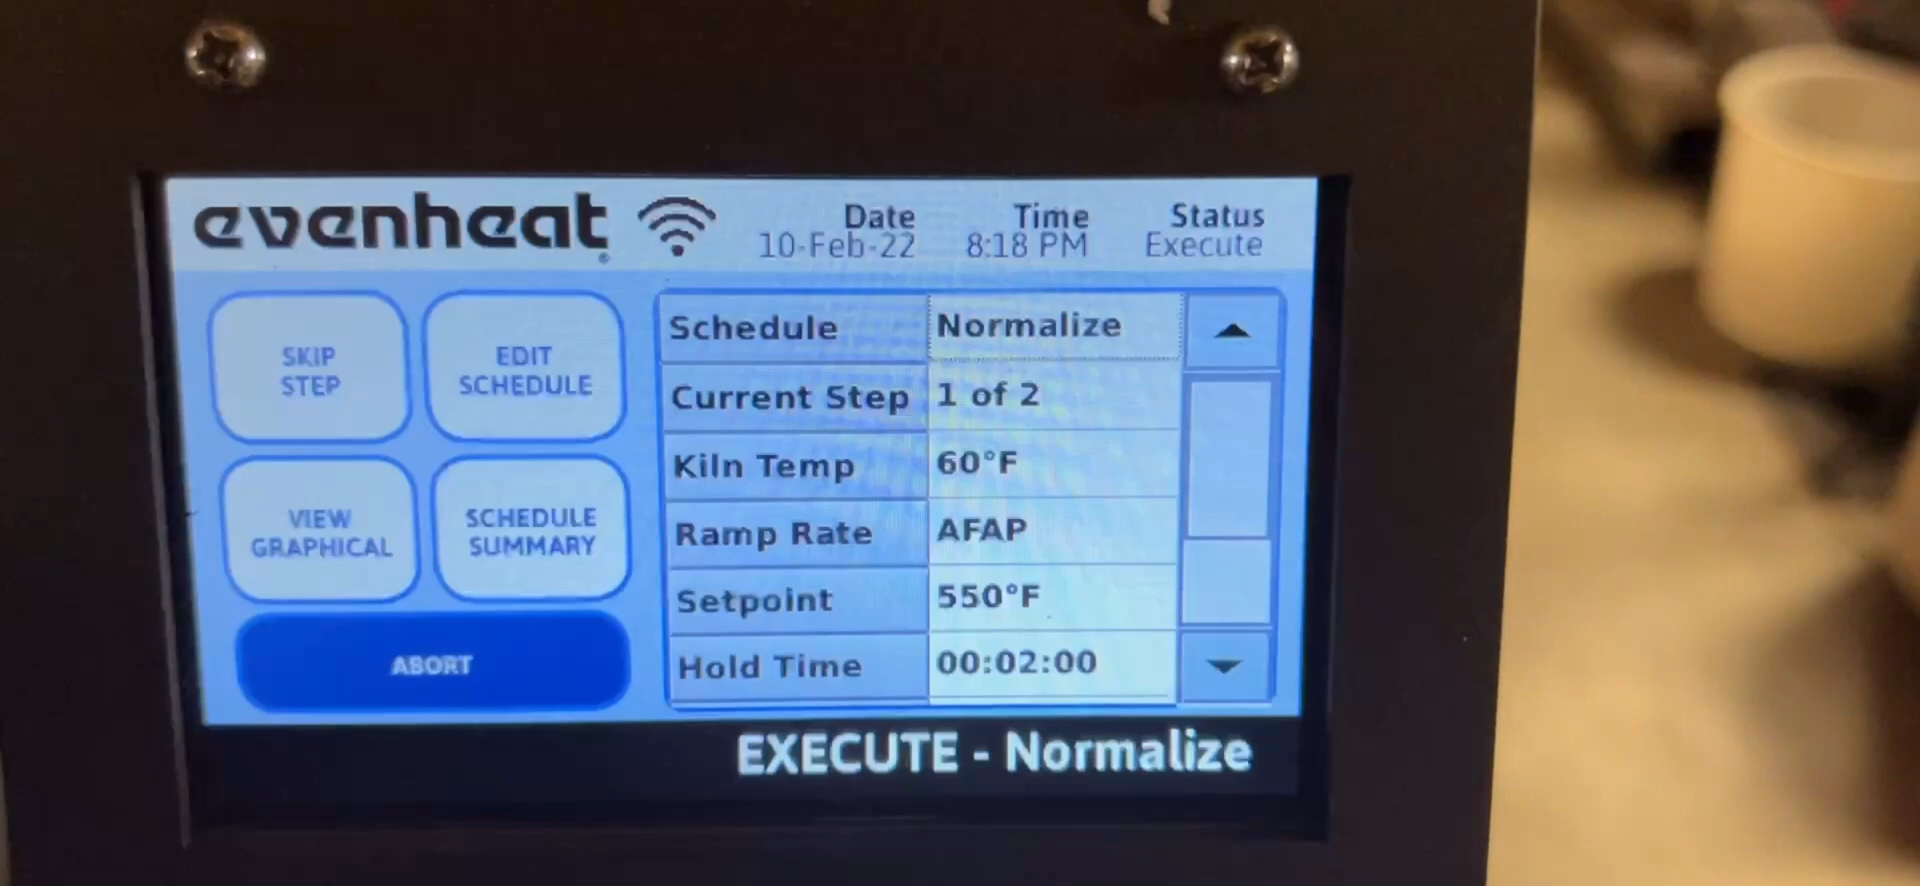 evenheat
Date Time Status
10-Feb-22 8:18 PM Execute
SKIP
STEP
EDIT
SCHEDULE
VIEW
GRAPHICAL
SCHEDULE
SUMMARY
ABORT
Schedule Normalize
Current Step 1 of 2
Kiln Temp 60°F
Ramp Rate AFAP
Setpoint 550°F
Hold Time 00:02:00
EXECUTE - Normalize